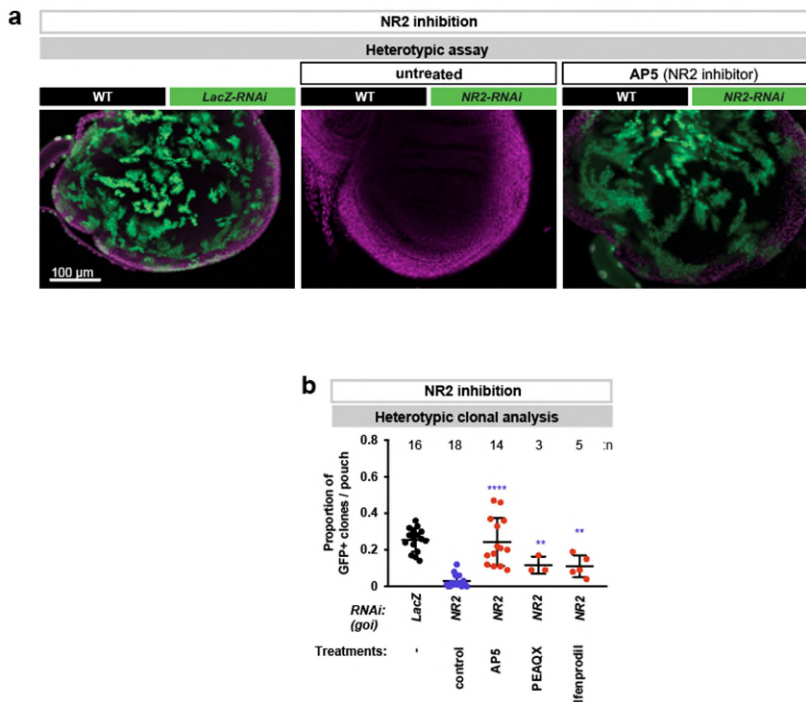 a
NR2 inhibition
Heterotypic assay
untreated
AP5 (NR2 inhibitor)
WT LacZ-RNAi WT NR2-RNAi WT NR2-RNAi
100 µm
b
NR2 inhibition
Heterotypic clonal analysis
0.8 16 18 14 3 5 :n
0.6
0.4
0.2
0
**** ** **
Proportion of
GFP+ clones / pouch
RNAi:
(goi)
LacZ NR2 NR2 NR2 NR2
Treatments: - control AP5 PEAQX Ifenprodil